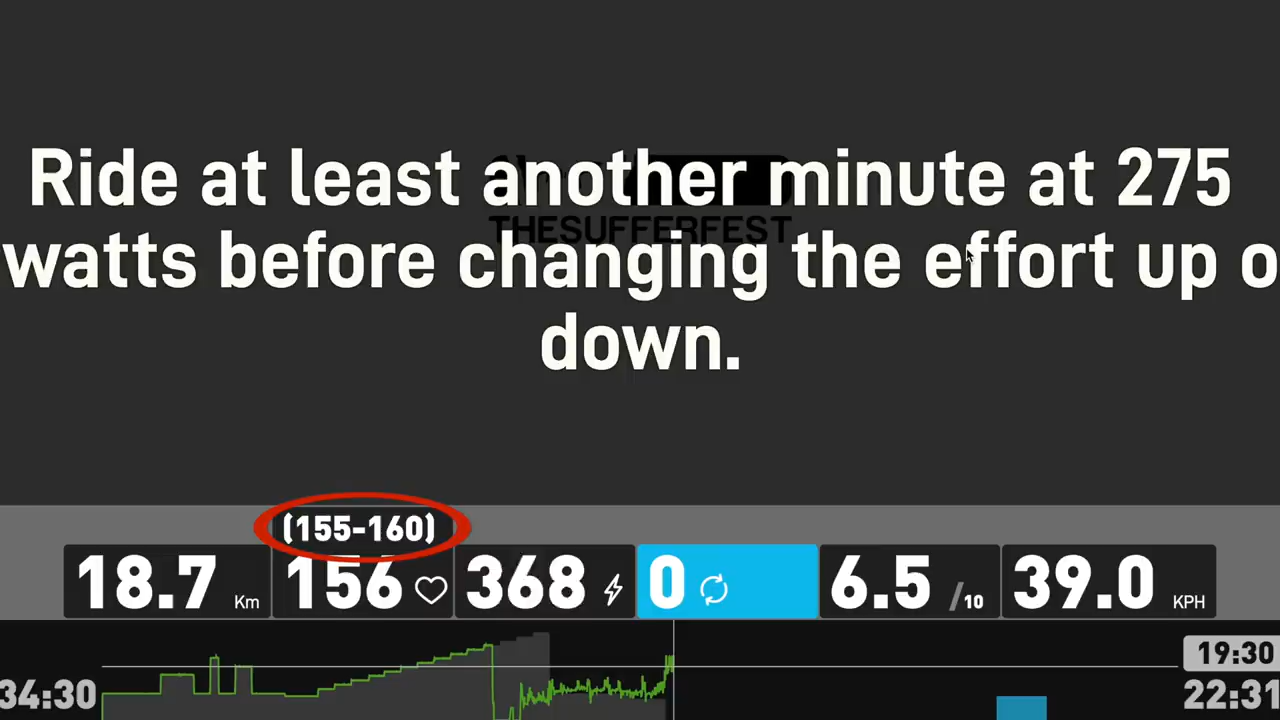 Ride at least another minute at 275
THESUFFERFEST
watts before changing the effort up o
down.
(155-160)
18.7 Km 156 368 0 6.5 /10 39.0 KPH
19:30
34:30 22:31